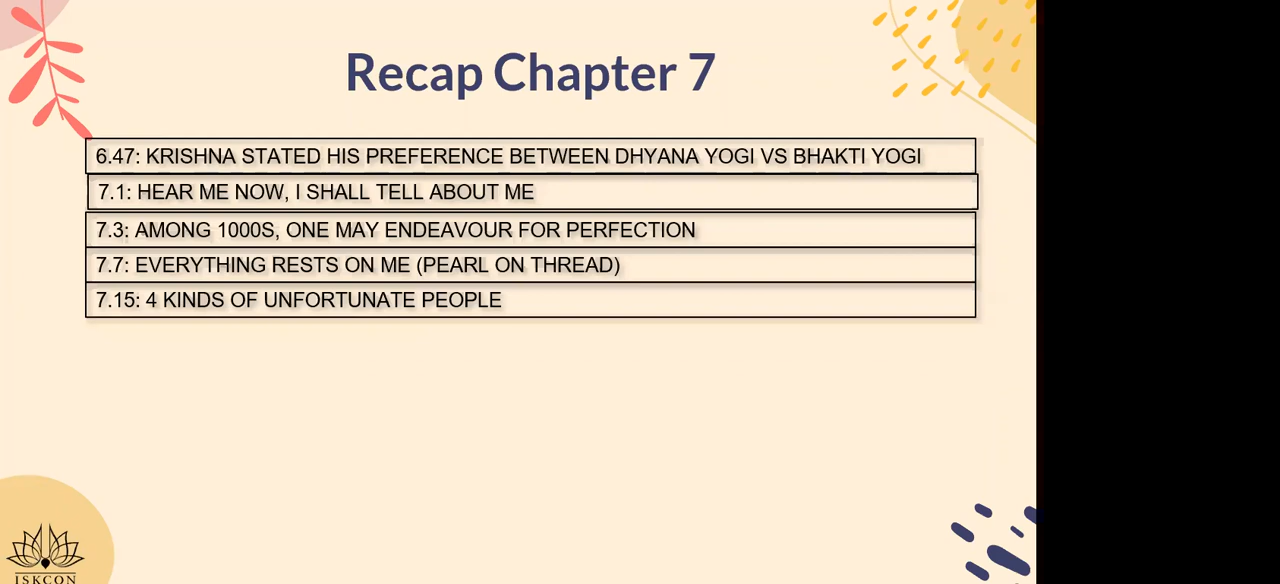 Recap Chapter 7
6.47: KRISHNA STATED HIS PREFERENCE BETWEEN DHYANA YOGI VS BHAKTI YOGI
7.1: HEAR ME NOW, I SHALL TELL ABOUT ME
7.3: AMONG 1000S, ONE MAY ENDEAVOUR FOR PERFECTION
7.7: EVERYTHING RESTS ON ME (PEARL ON THREAD)
7.15: 4 KINDS OF UNFORTUNATE PEOPLE
ISKCON